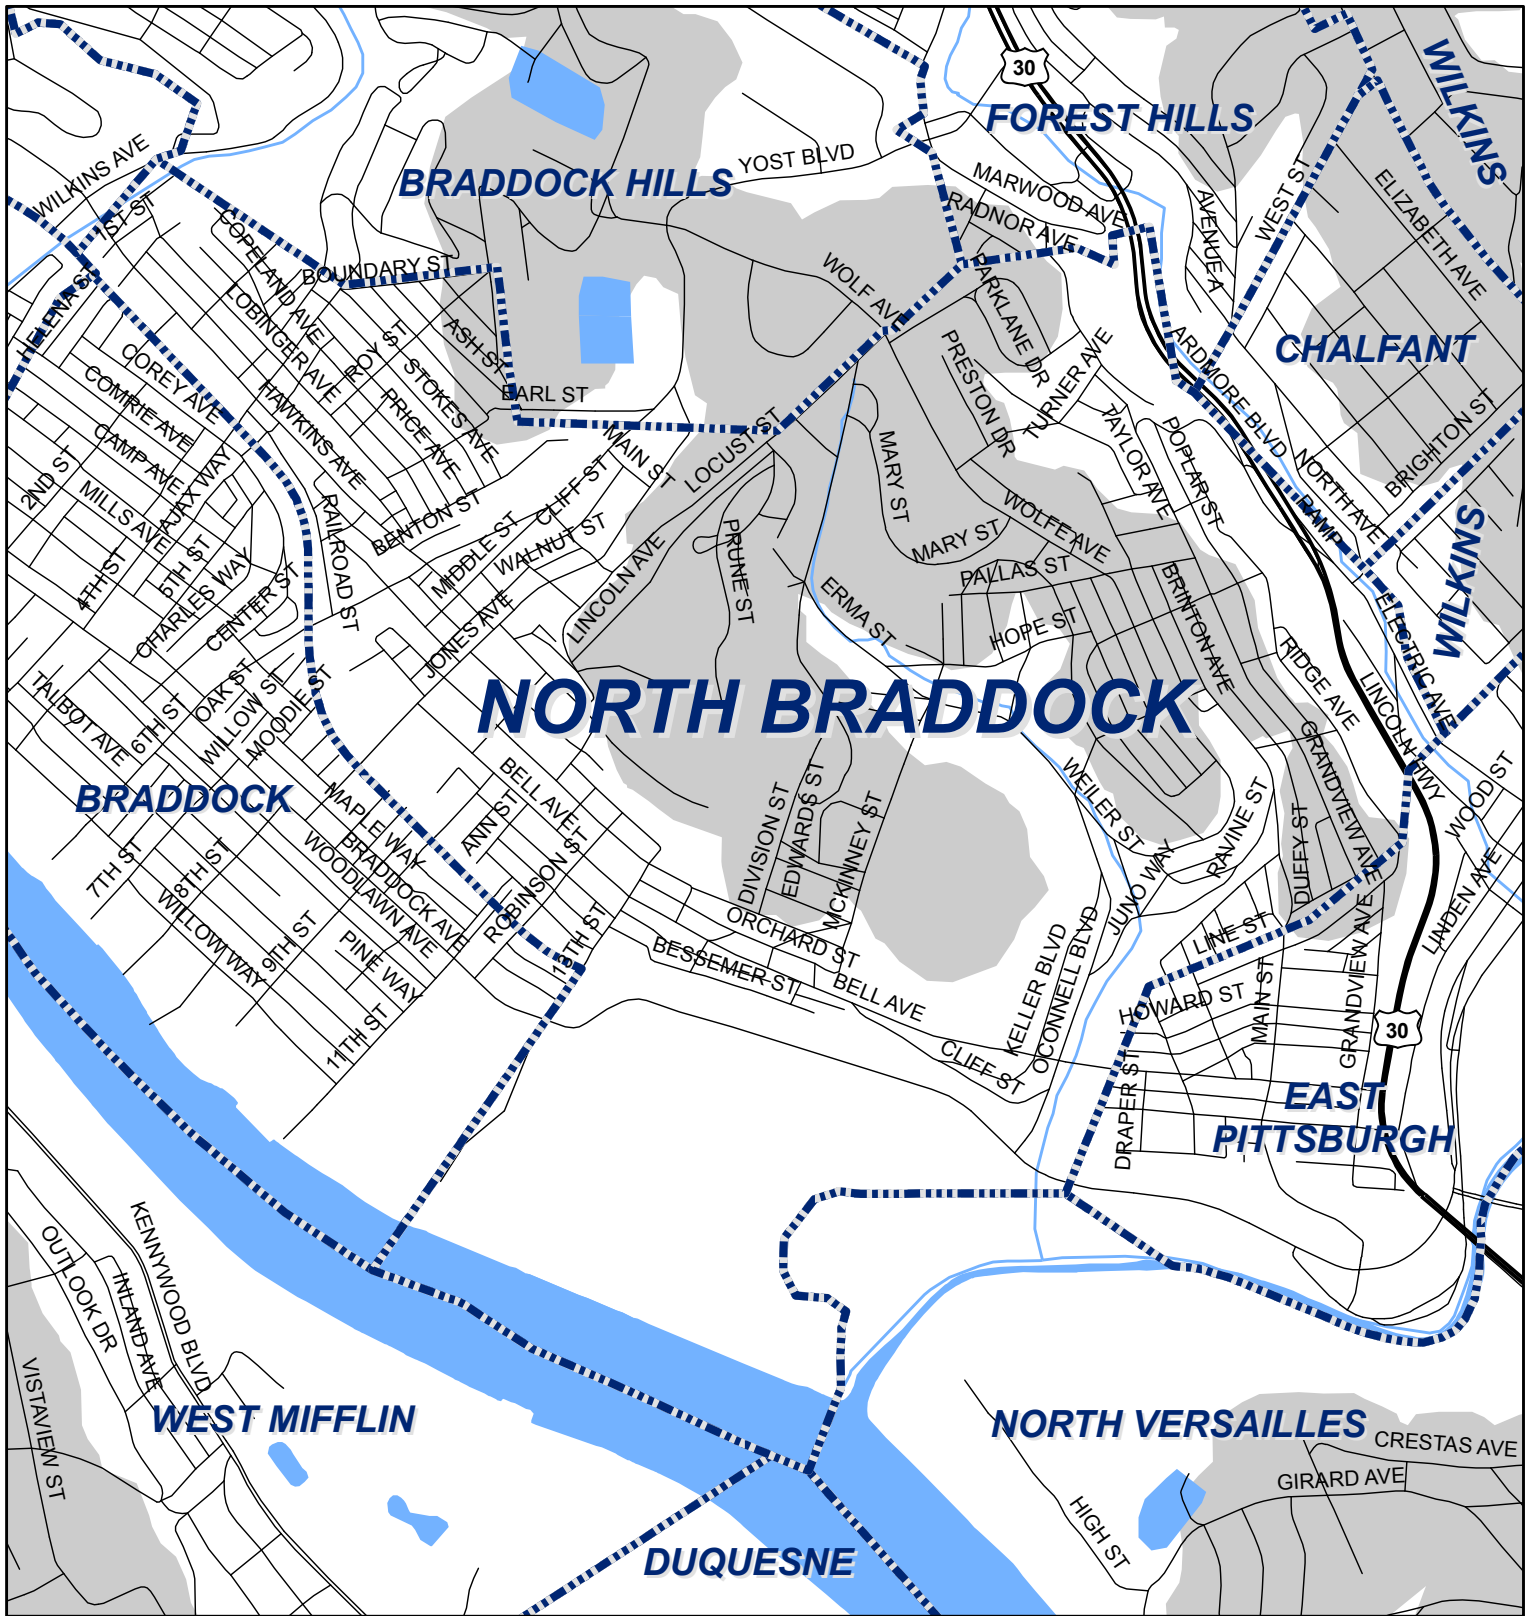 30
WILKINS
FOREST HILLS
WILKINS AVE
YOST BLVD
BRADDOCK HILLS
MARWOOD AVE
RADNOR AVE
AVENUE A
WEST ST
ELIZABETH AVE
1ST ST
COPELAND AVE
BOUNDARY ST
HELENA ST
LOBINGER AVE
WOLF AVE
PARKLANE DR
ASH ST
ROY ST
STOKES AVE
COREY AVE
COMRIE AVE
HAWKINS AVE
PRICE AVE
EARL ST
PRESTON DR
TURNER AVE
ARDMORE BLVD
CHALFANT
CAMP AVE
2ND ST
MILLS AVE
AJAX WAY
MAIN ST
LOCUST ST
MARY ST
TAYLOR AVE
POPLAR ST
NORTH AVE
BRIGHTON ST
RAILROAD ST
BENTON ST
CLIFF ST
MIDDLE ST
WALNUT ST
WOLFE AVE
RAMP
4TH ST
5TH ST
CHARLES WAY
CENTER ST
LINCOLN AVE
PRUNE ST
MARY ST
PALLAS ST
WILKINS
JONES AVE
ERMA ST
HOPE ST
BRINTON AVE
ELECTRIC AVE
TALBOT AVE
6TH ST
OAK ST
WILLOW ST
MOODIE ST
NORTH BRADDOCK
RIDGE AVE
LINCOLN HWY
BRADDOCK
MAPLE WAY
BELL AVE
ANN ST
WEILER ST
GRANDVIEW AVE
WOOD ST
7TH ST
8TH ST
BRADDOCK AVE
WOODLAWN AVE
ROBINSON ST
DIVISION ST
EDWARDS ST
MCKINNEY ST
RAVINE ST
DUFFY ST
WILLOW WAY
9TH ST
PINE WAY
13TH ST
ORCHARD ST
JUNO WAY
LINE ST
LINDEN AVE
BESSEMER ST
BELL AVE
KELLER BLVD
OCONNELL BLVD
HOWARD ST
MAIN ST
GRANDVIEW AVE
11TH ST
CLIFF ST
30
DRAPER ST
EAST
PITTSBURGH
OUTLOOK DR
INLAND AVE
KENNYWOOD BLVD
VISTAVIEW ST
WEST MIFFLIN
NORTH VERSAILLES
CRESTAS AVE
GIRARD AVE
HIGH ST
DUQUESNE